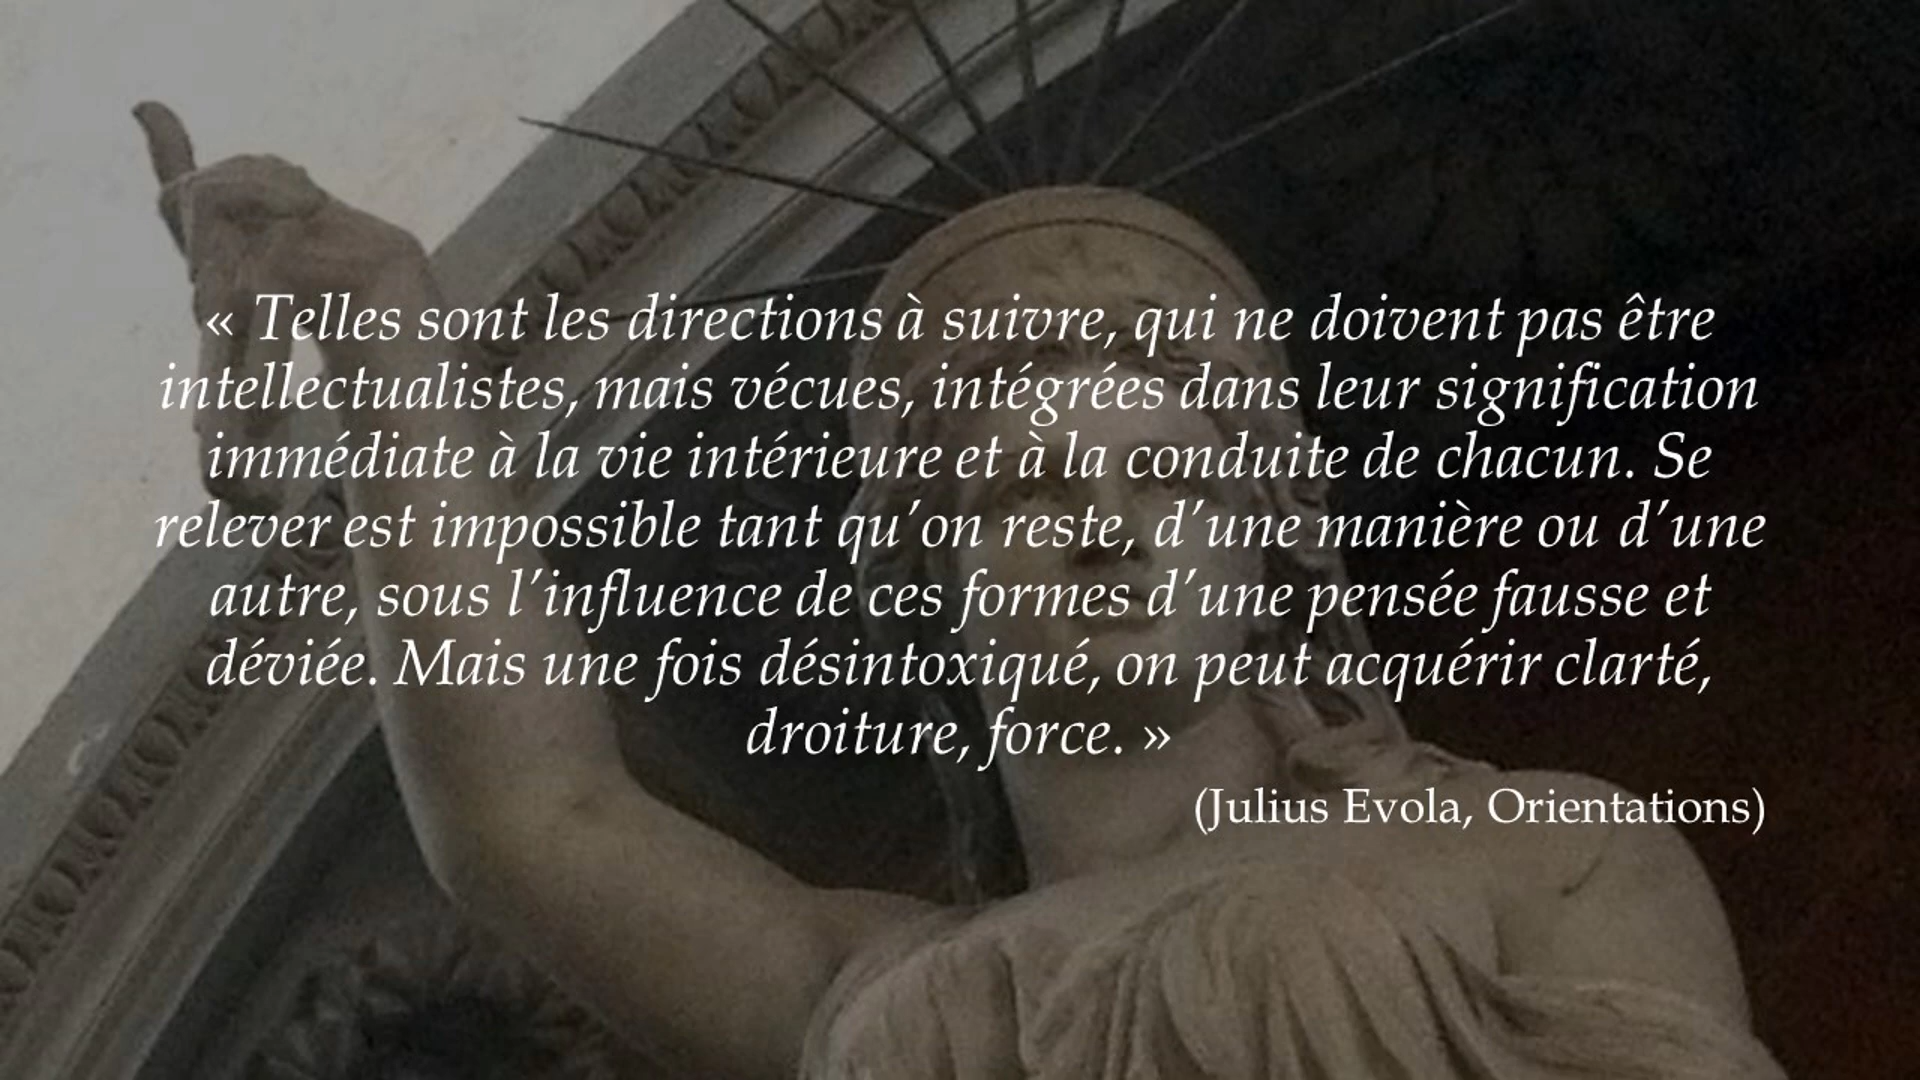 « Telles sont les directions à suivre, qui ne doivent pas être
intellectualistes, mais vécues, intégrées dans leur signification
immédiate à la vie intérieure et à la conduite de chacun. Se
relever est impossible tant qu’on reste, d’une manière ou d’une
autre, sous l’influence de ces formes d’une pensée fausse et
déviée. Mais une fois désintoxiqué, on peut acquérir clarté,
droiture, force. »
(Julius Evola, Orientations)